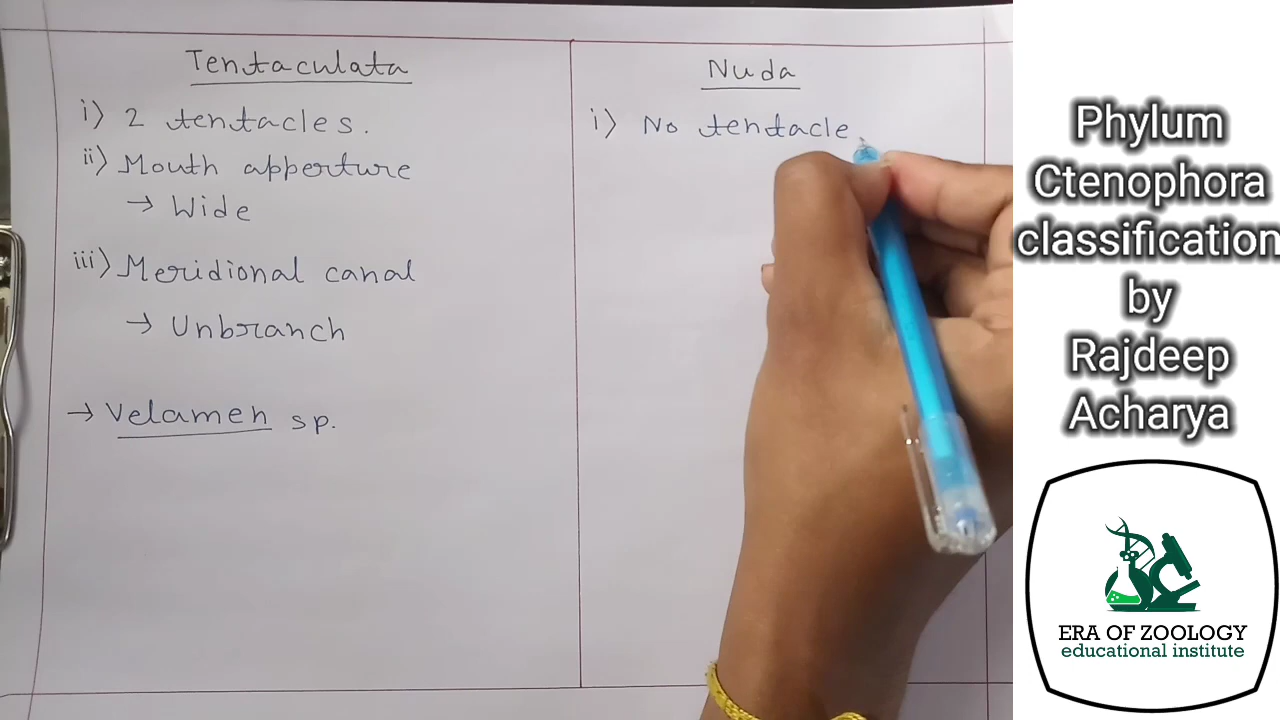 Tentaculata
i) 2 tentacles.
ii) Mouth apperture
→ Wide
iii) Meridional canal
→ Unbranch
→ Velamen sp.
Nuda
i) No tentacle
Phylum
Ctenophora
classification
by
Rajdeep
Acharya
ERA OF ZOOLOGY
educational institute